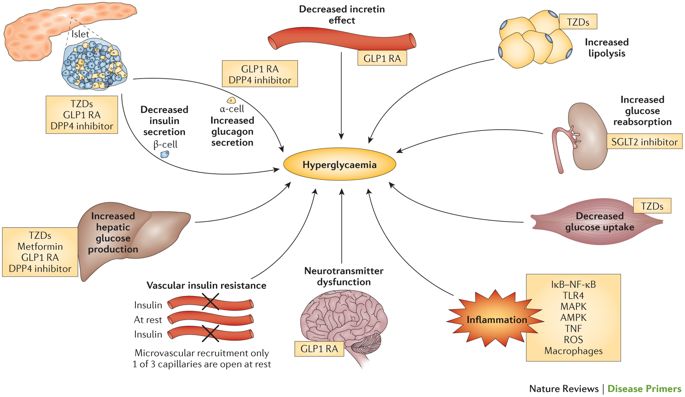 Islet
TZDs
GLP1 RA
DPP4 inhibitor
Decreased
insulin
secretion
β-cell
GLP1 RA
DPP4 inhibitor
α-cell
Increased
glucagon
secretion
Decreased incretin
effect
GLP1 RA
TZDs
Increased
lipolysis
Increased
glucose
reabsorption
SGLT2 inhibitor
Hyperglycaemia
TZDs
Metformin
GLP1 RA
DPP4 inhibitor
Increased
hepatic
glucose
production
TZDs
Decreased
glucose uptake
Vascular insulin resistance
Insulin
At rest
Insulin
Microvascular recruitment only
1 of 3 capillaries are open at rest
Neurotransmitter
dysfunction
GLP1 RA
Inflammation
IκB–NF-κB
TLR4
MAPK
AMPK
TNF
ROS
Macrophages
Nature Reviews | Disease Primers